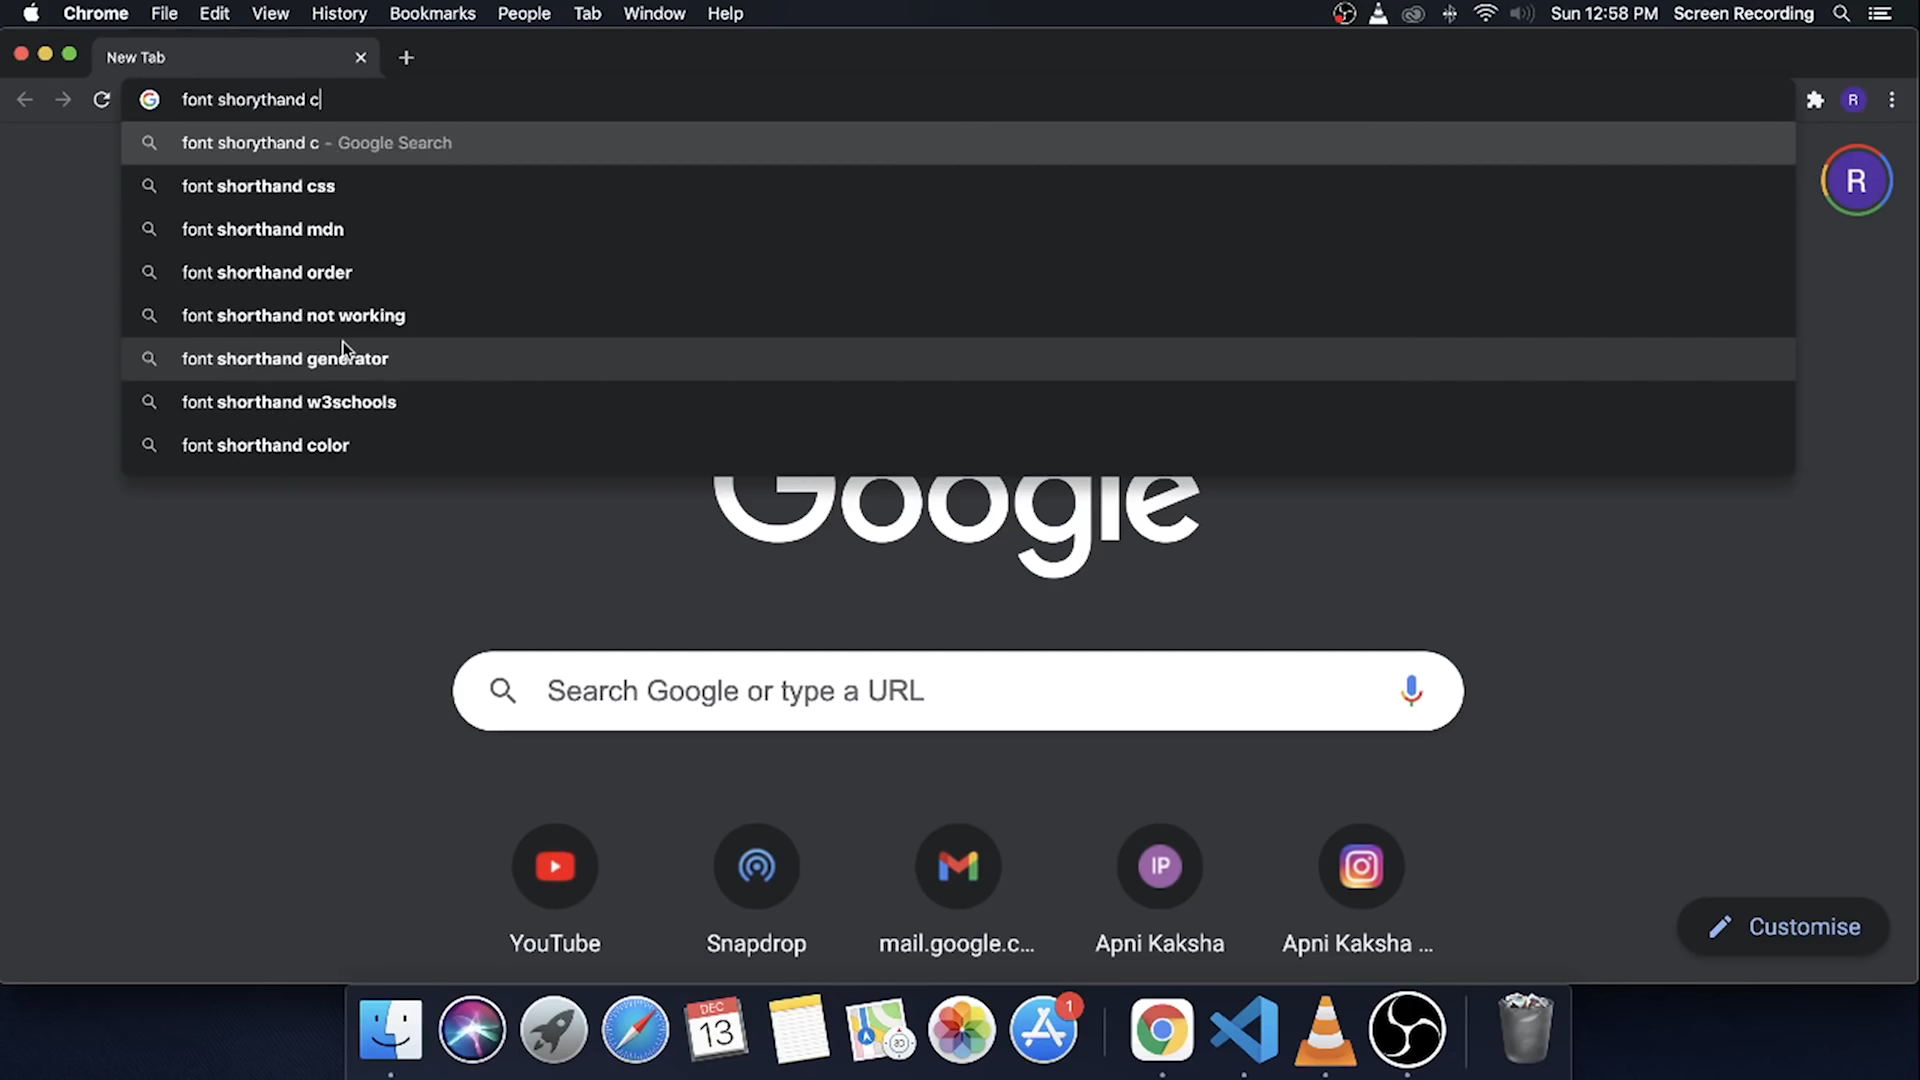 Chrome File Edit View History Bookmarks People Tab Window Help Sun 12:58 PM Screen Recording
New Tab
font shorythand c
R
font shorythand c - Google Search
font shorthand css
R
font shorthand mdn
font shorthand order
font shorthand not working
font shorthand generator
font shorthand w3schools
font shorthand color
Google
Search Google or type a URL
IP
YouTube Snapdrop mail.google.c... Apni Kaksha Apni Kaksha ...
Customise
DEC
13
1